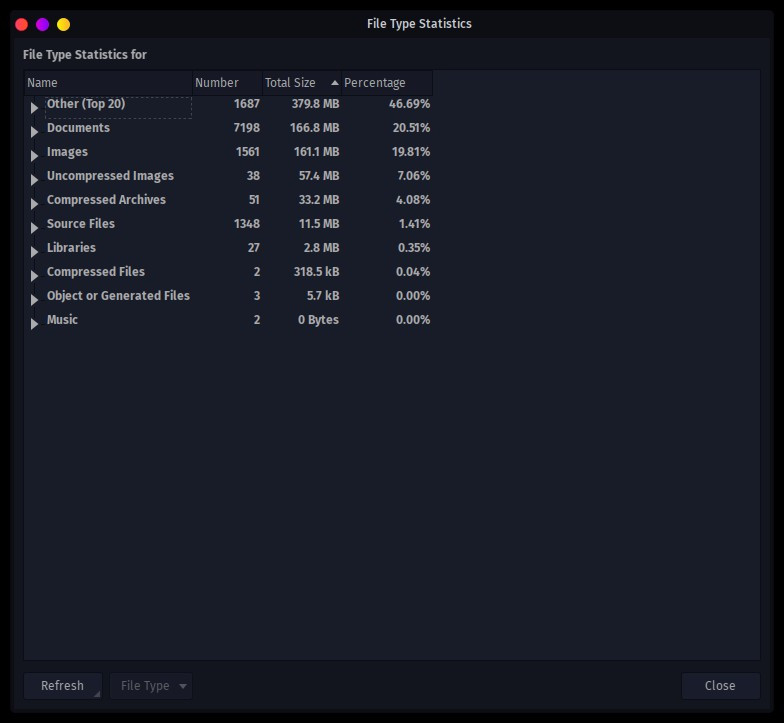 File Type Statistics
File Type Statistics for
Name Number Total Size Percentage
Other (Top 20) 1687 379.8 MB 46.69%
Documents 7198 166.8 MB 20.51%
Images 1561 161.1 MB 19.81%
Uncompressed Images 38 57.4 MB 7.06%
Compressed Archives 51 33.2 MB 4.08%
Source Files 1348 11.5 MB 1.41%
Libraries 27 2.8 MB 0.35%
Compressed Files 2 318.5 kB 0.04%
Object or Generated Files 3 5.7 kB 0.00%
Music 2 0 Bytes 0.00%
Refresh File Type Close